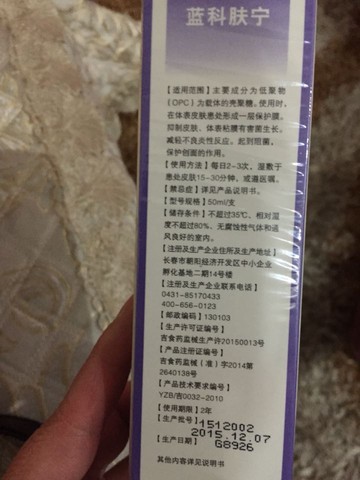 蓝科肤宁
【适用范围】主要成分为低聚物
(OPC)为载体的壳聚糖。使用时,
在体表皮肤患处形成一层保护膜。
抑制皮肤、体表粘膜有害菌生长。
减轻不良炎性反应。起到阻菌、
保护创面的作用。
【使用方法】每日2-3次,湿敷于
患处皮肤15-30分钟,或遵医嘱。
【禁忌症】详见产品说明书。
【型号规格】50ml/支
【储存条件】不超过35℃,相对湿
度不超过80%,无腐蚀性气体和通
风良好的室内。
【注册及生产企业住所及生产地址】
长春市朝阳经济开发区中小企业
孵化基地二期14号楼
【注册及生产企业联系电话】
0431-85170433
400-656-0123
【邮政编码】130103
【生产许可证编号】
吉食药监械生产许20150013号
【产品注册证编号】
吉食药监械(准)字2014第
2640138号
【产品技术要求编号】
YZB/吉0032-2010
【使用期限】2年
【生产批号】1512002
2015.12.07
【生产日期】G8926
其他内容详见说明书